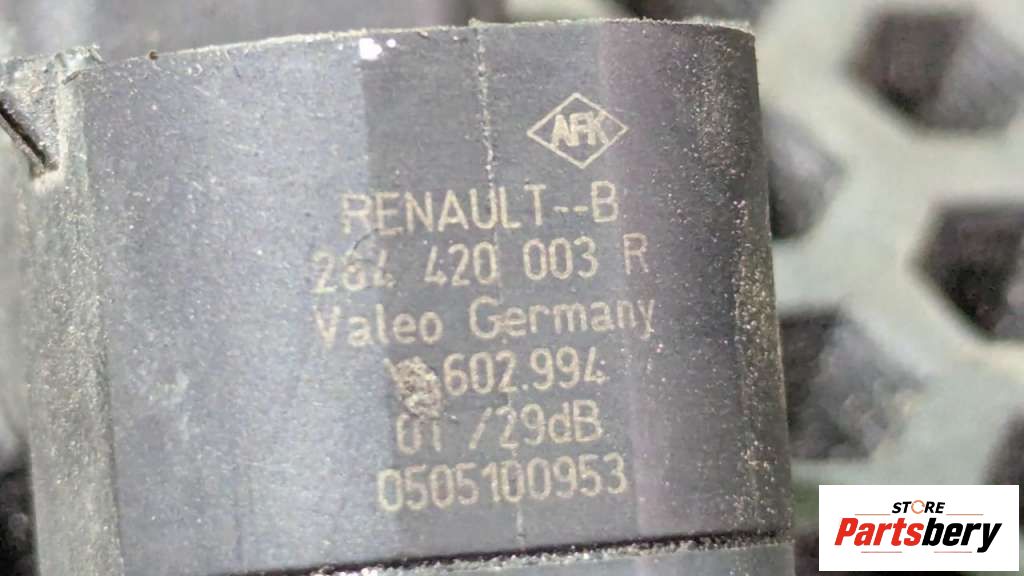 AFK
RENAULT--B
284 420 003 R
Valeo Germany
602.994
01 /29dB
0505100953
STORE
Partsbery